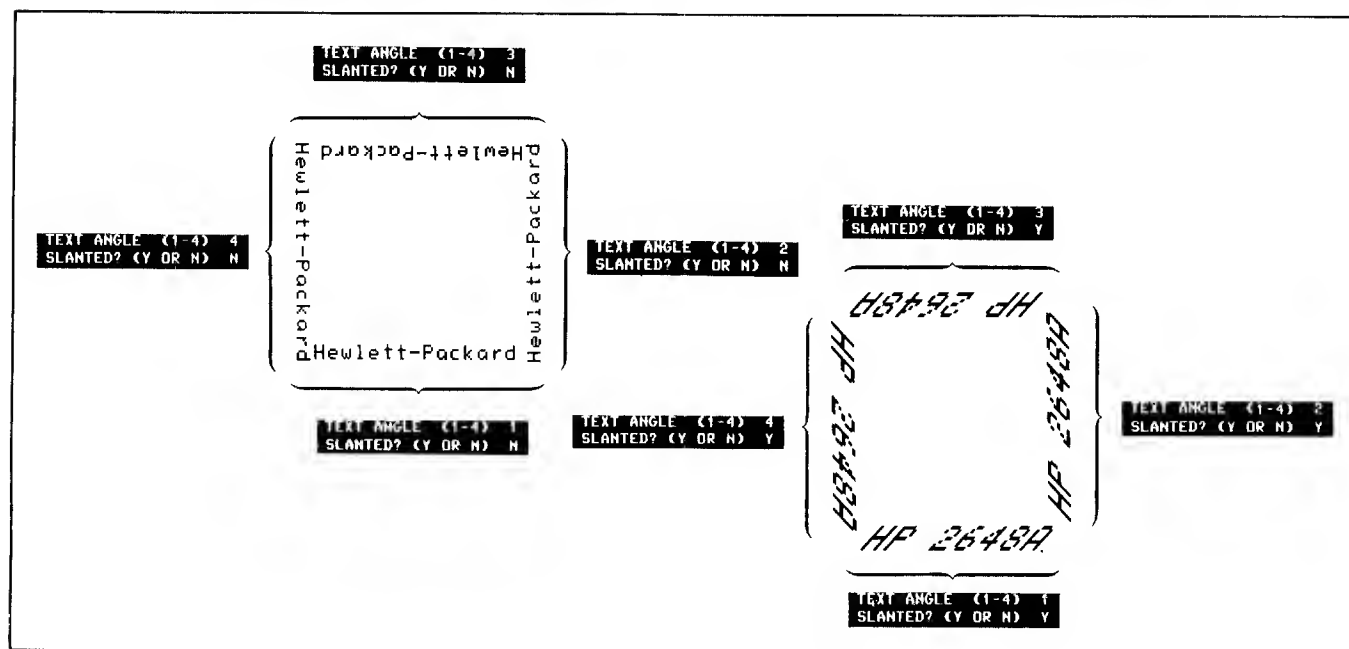 TEXT ANGLE (1-4) 3
SLANTED? (Y OR N) N
Hewlett-Packard
Hewlett-Packard
Hewlett-Packard
Hewlett-Packard
TEXT ANGLE (1-4) 4
SLANTED? (Y OR N) N
TEXT ANGLE (1-4) 2
SLANTED? (Y OR N) N
TEXT ANGLE (1-4) 1
SLANTED? (Y OR N) N
TEXT ANGLE (1-4) 3
SLANTED? (Y OR N) Y
HP 2648A
HP 2648A
HP 2648A
HP 2648A
TEXT ANGLE (1-4) 4
SLANTED? (Y OR N) Y
TEXT ANGLE (1-4) 2
SLANTED? (Y OR N) Y
TEXT ANGLE (1-4) 1
SLANTED? (Y OR N) Y